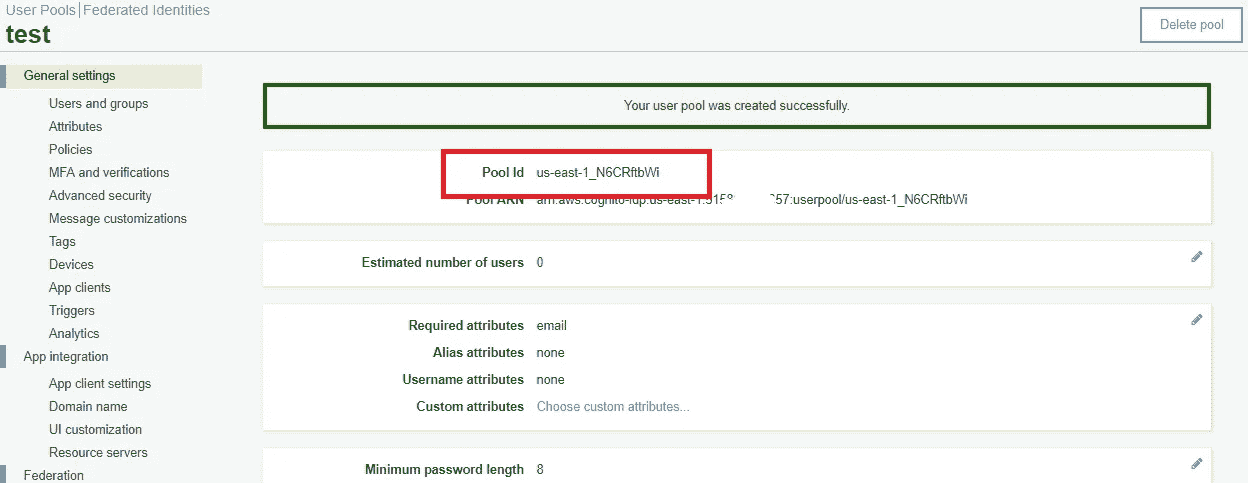 User Pools | Federated Identities
test
Delete pool
General settings
Users and groups
Attributes
Policies
MFA and verifications
Advanced security
Message customizations
Tags
Devices
App clients
Triggers
Analytics
App integration
App client settings
Domain name
UI customization
Resource servers
Federation
Your user pool was created successfully.
Pool Id us-east-1_N6CRftbWi
Pool ARN arn:aws:cognito-idp:us-east-1:5158 57:userpool/us-east-1_N6CRftbWi
Estimated number of users 0
Required attributes email
Alias attributes none
Username attributes none
Custom attributes Choose custom attributes...
Minimum password length 8